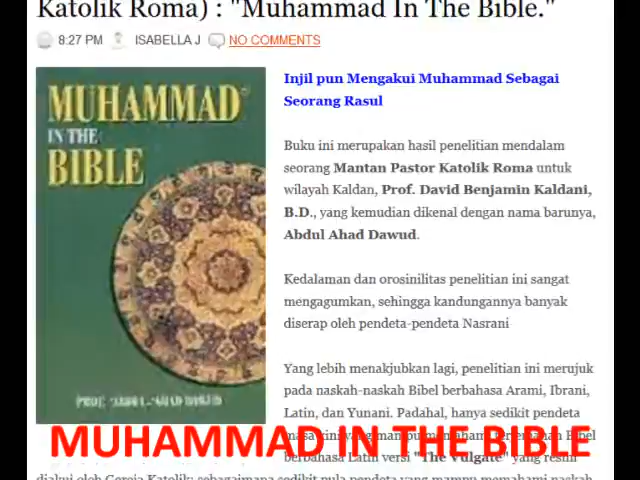 Katolik Roma) : "Muhammad In The Bible."
8:27 PM ISABELLA J NO COMMENTS
MUHAMMAD
IN THE
BIBLE
Injil pun Mengakui Muhammad Sebagai
Seorang Rasul
Buku ini merupakan hasil penelitian mendalam
seorang Mantan Pastor Katolik Roma untuk
wilayah Kaldan, Prof. David Benjamin Kaldani,
B.D., yang kemudian dikenal dengan nama barunya,
Abdul Ahad Dawud.
Kedalaman dan orosinilitas penelitian ini sangat
mengagumkan, sehingga kandungannya banyak
diserap oleh pendeta-pendeta Nasrani
Yang lebih menakjubkan lagi, penelitian ini merujuk
pada naskah-naskah Bibel berbahasa Arami, Ibrani,
Latin, dan Yunani. Padahal, hanya sedikit pendeta
Bibel
berbahasa Latin versi "The Vulgate" yang resmi
MUHAMMAD IN THE BIBLE
PROF.